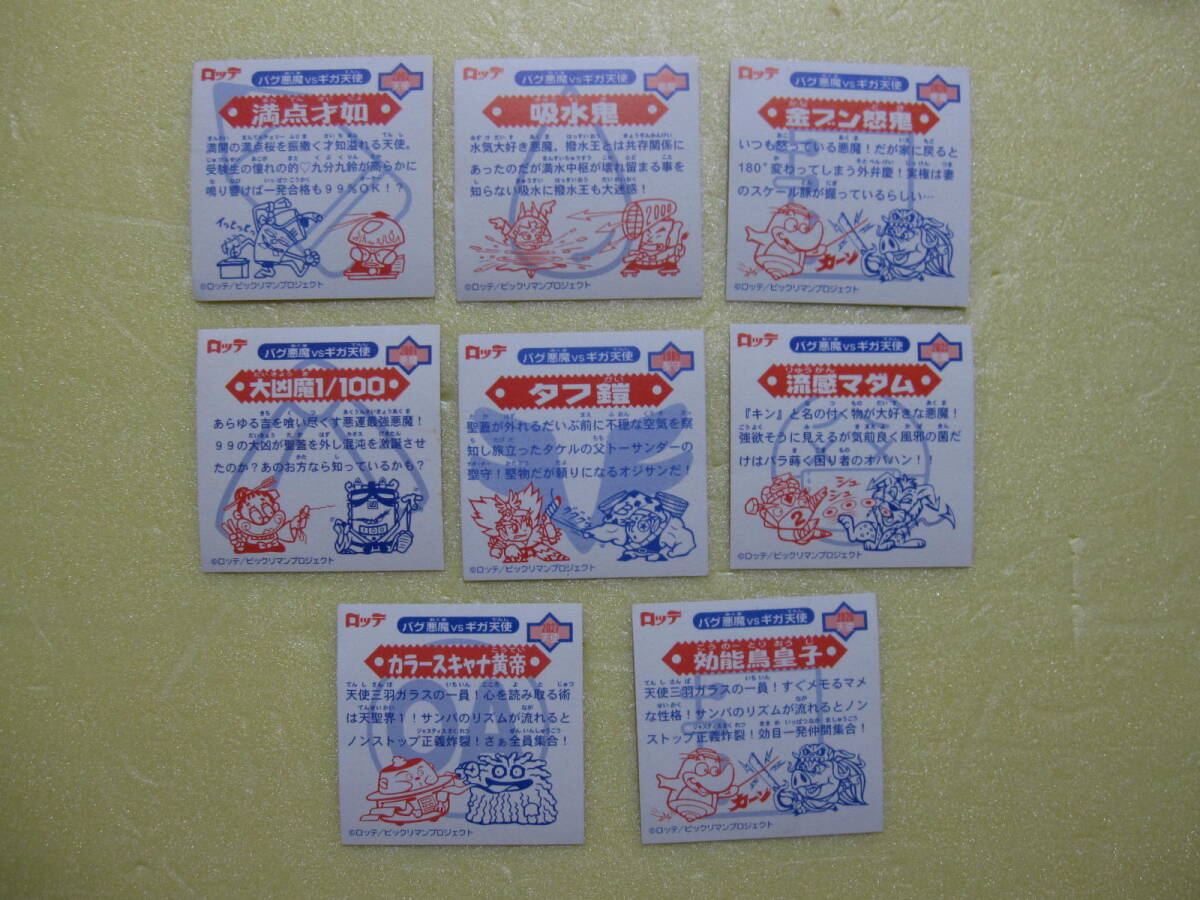 ロッテ
バグ悪魔vsギガ天使
満点才如
満開の満点桜を振撒く才知溢れる天使。
受験生の憧れの的♡九分九鈴が高らかに
鳴り響けば一発合格も99%OK!?
イッとっと。
©ロッテ/ビックリマンプロジェクト
ロッテ
バグ悪魔vsギガ天使
吸水鬼
水気大好き悪魔。撥水王とは共存関係に
あったのだが満水中枢が壊れ留まる事を
知らない吸水に撥水王も大迷惑!
2000
©ロッテ/ビックリマンプロジェクト
ロッテ
バグ悪魔vsギガ天使
金ブン怒鬼
いつも怒っている悪魔!だが家に戻ると
180°変わってしまう外弁慶!実権は妻
のスケール豚が握っているらしい…
カーン
©ロッテ/ビックリマンプロジェクト
ロッテ
バグ悪魔vsギガ天使
大凶魔1/100
あらゆる吉を喰い尽くす悪運最強悪魔!
99の大凶が聖蓋を外し混沌を激誕させ
たのか?あのお方なら知っているかも?
©ロッテ/ビックリマンプロジェクト
ロッテ
バグ悪魔vsギガ天使
タフ鎧
聖蓋が外れるだいぶ前に不穏な空気を察
知し旅立ったタケルの父トーサンダーの
聖守!堅物だが頼りになるオジサンだ!
ググググ
©ロッテ/ビックリマンプロジェクト
ロッテ
バグ悪魔vsギガ天使
流感マダム
『キン』と名の付く物が大好きな悪魔!
強欲そうに見えるが気前良く風邪の菌だ
けはバラ蒔く困り者のオバハン!
シュシュ
2
©ロッテ/ビックリマンプロジェクト
ロッテ
バグ悪魔vsギガ天使
2027
カラースキャナ黄帝
天使三羽ガラスの一員!心を読み取る術
は天聖界1!サンバのリズムが流れると
ノンストップ正義炸裂!さぁ全員集合!
©ロッテ/ビックリマンプロジェクト
ロッテ
バグ悪魔vsギガ天使
効能鳥皇子
天使三羽ガラスの一員!すぐメモるマメ
な性格!サンバのリズムが流れるとノン
ストップ正義炸裂!効目一発仲間集合!
カーン
©ロッテ/ビックリマンプロジェクト